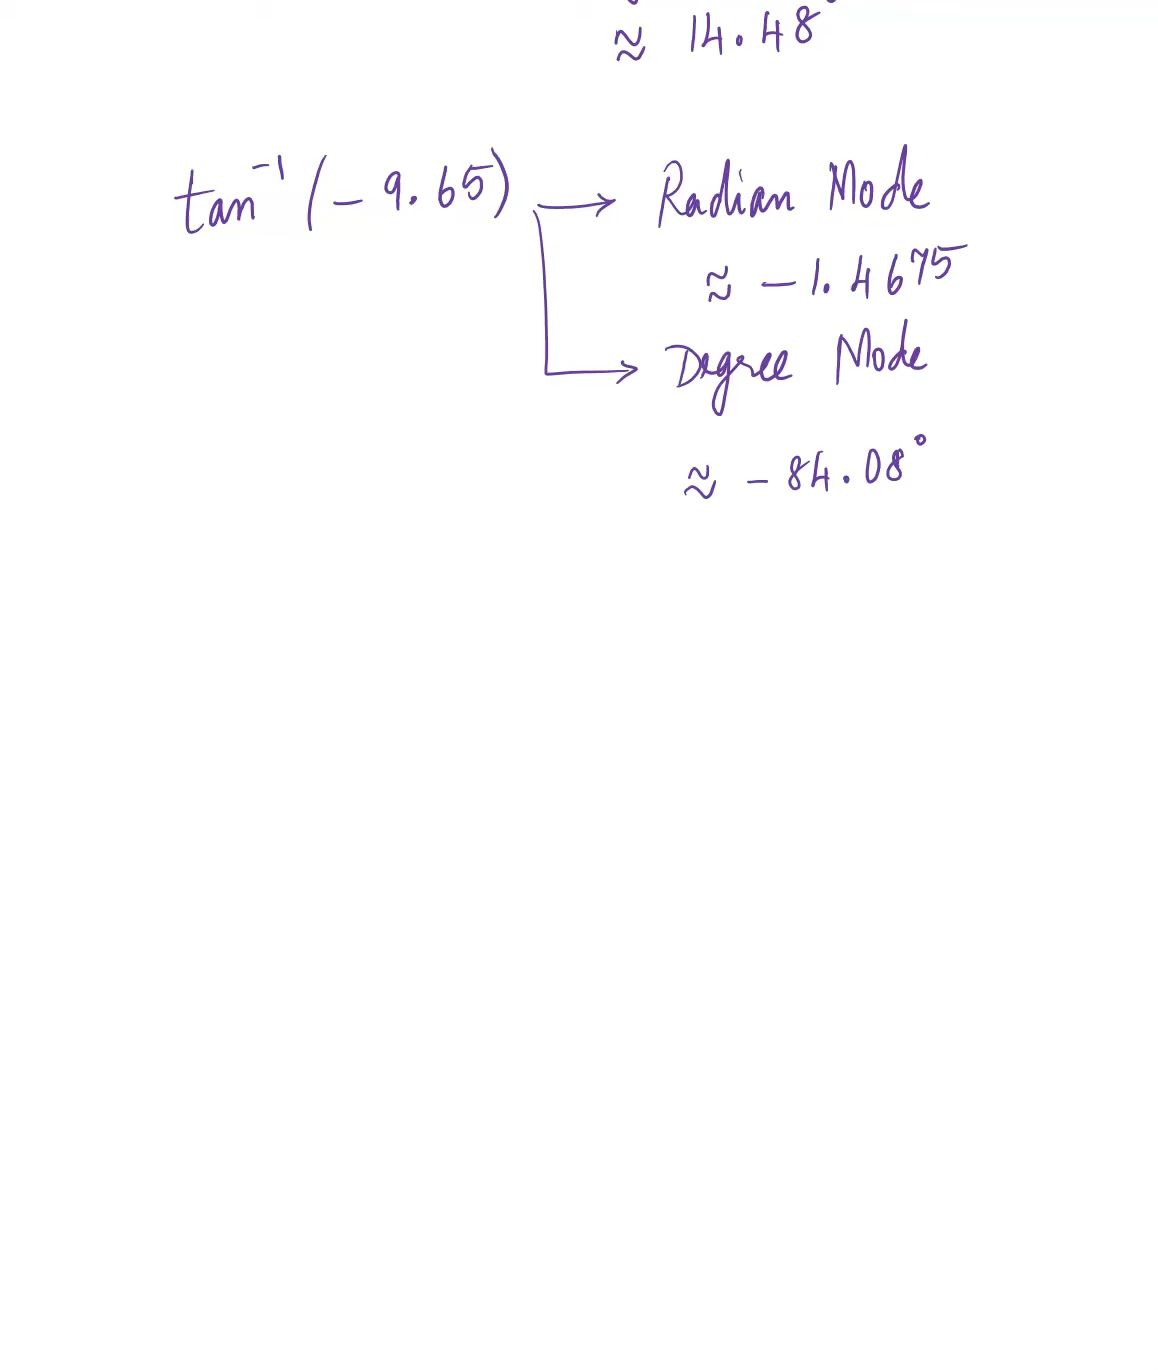 ≈ 14.48°
tan⁻¹(-9.65) → Radian Mode
≈ -1.4675
→ Degree Mode
≈ -84.08°